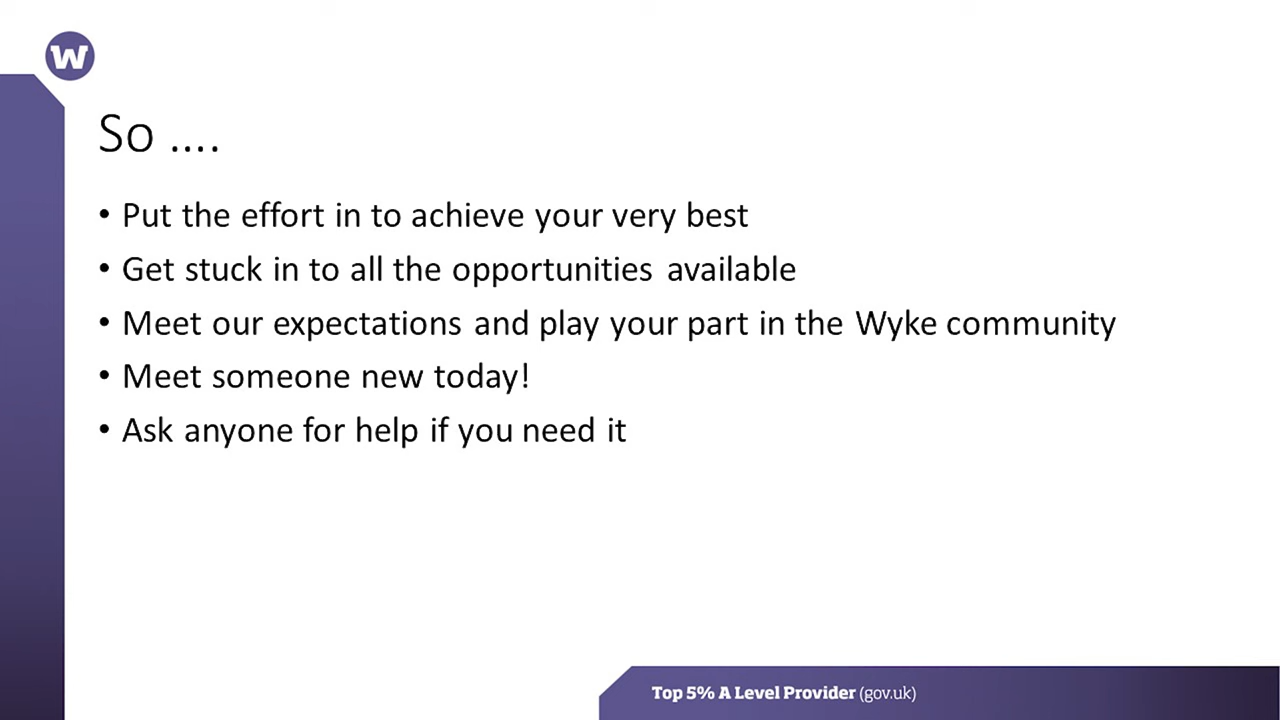 W
So ....
• Put the effort in to achieve your very best
• Get stuck in to all the opportunities available
• Meet our expectations and play your part in the Wyke community
• Meet someone new today!
• Ask anyone for help if you need it
Top 5% A Level Provider (gov.uk)